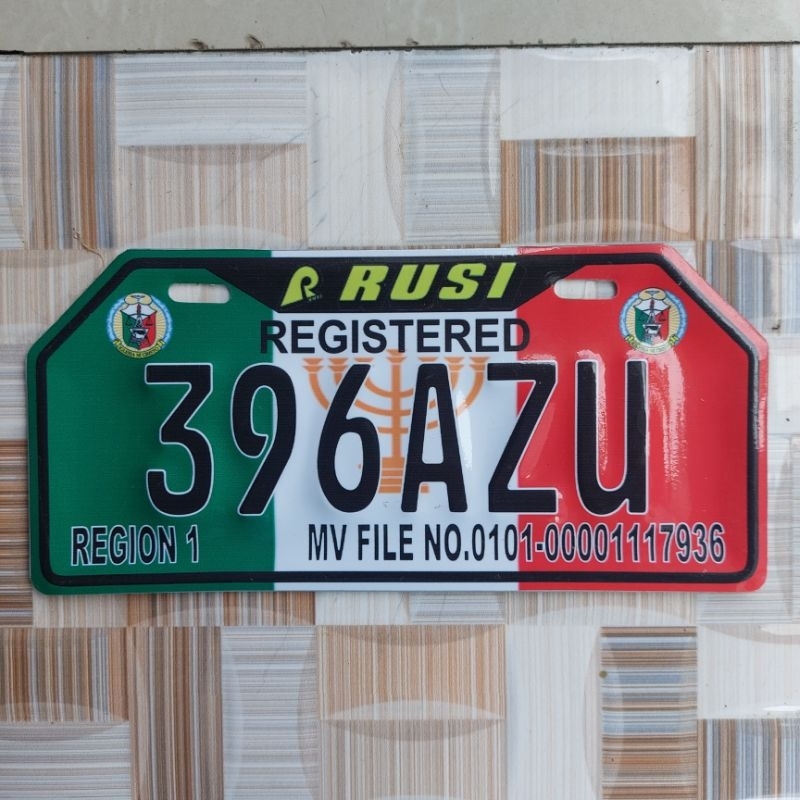 RUSI
REGISTERED
396AZU
REGION 1
MV FILE NO.0101-00001117936